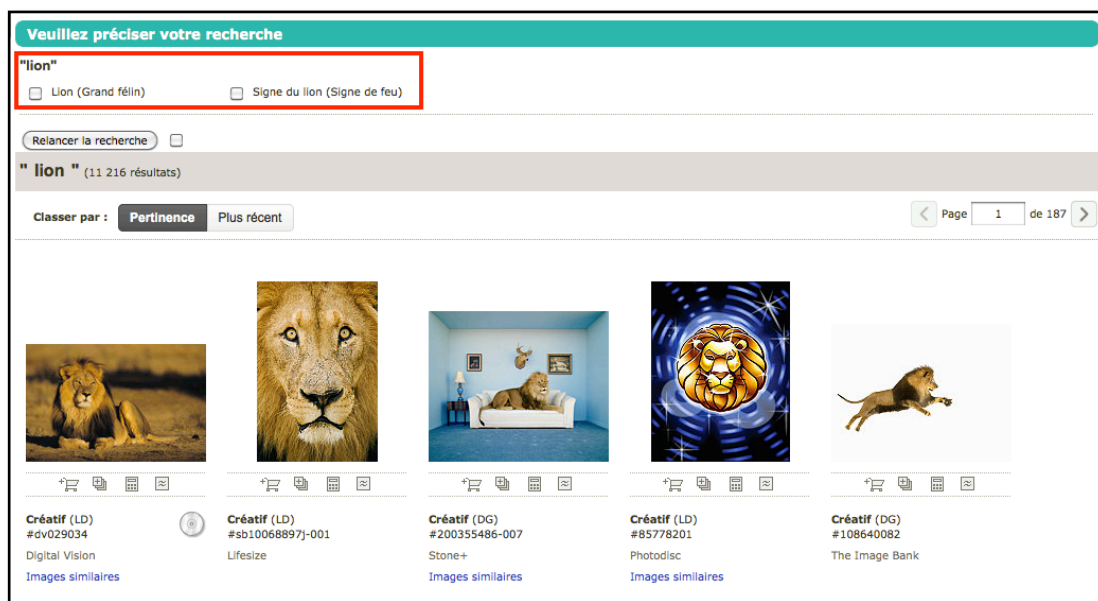 Veuillez préciser votre recherche
"lion"
Lion (Grand félin) Signe du lion (Signe de feu)
Relancer la recherche
" lion " (11 216 résultats)
Classer par : Pertinence Plus récent Page 1 de 187
Créatif (LD) Créatif (LD) Créatif (DG) Créatif (LD) Créatif (DG)
#dv029034 #sb10068897j-001 #200355486-007 #85778201 #108640082
Digital Vision Lifesize Stone+ Photodisc The Image Bank
Images similaires Images similaires Images similaires